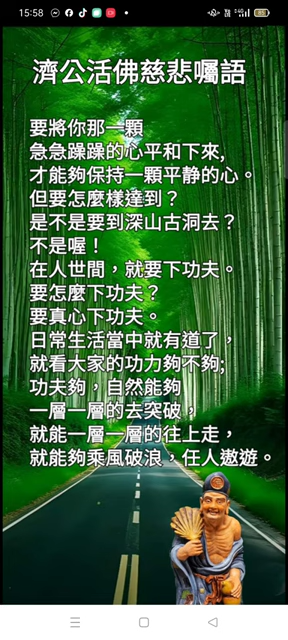 15:58
濟公活佛慈悲囑語
要將你那一顆
急急躁躁的心平和下來,
才能夠保持一顆平静的心。
但要怎麼樣達到？
是不是要到深山古洞去？
不是喔！
在人世間，就要下功夫。
要怎麼下功夫？
要真心下功夫。
日常生活當中就有道了，
就看大家的功力夠不夠;
功夫夠，自然能夠
一層一層的去突破，
就能一層一層的往上走，
就能夠乘風破浪，任人遨遊。